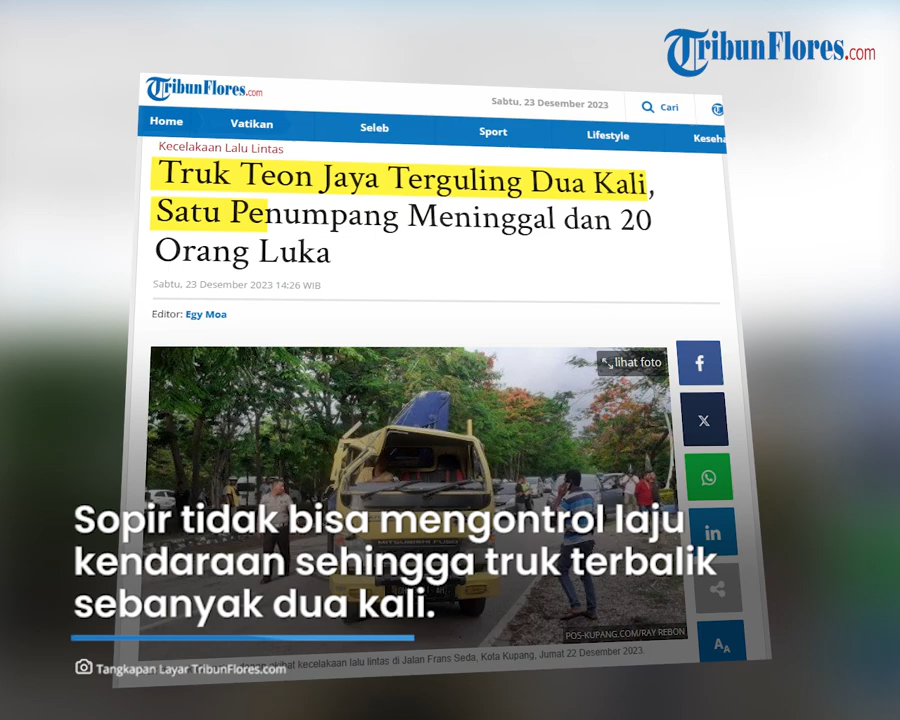 TribunFlores.com
TribunFlores.com
Sabtu, 23 Desember 2023
Cari
Home
Vatikan
Seleb
Sport
Lifestyle
Keseha
Kecelakaan Lalu Lintas
Truk Teon Jaya Terguling Dua Kali,
Satu Penumpang Meninggal dan 20
Orang Luka
Sabtu, 23 Desember 2023 14:26 WIB
Editor: Egy Moa
lihat foto
Sopir tidak bisa mengontrol laju
kendaraan sehingga truk terbalik
sebanyak dua kali.
POS-KUPANG.COM/RAY REBON
akibat kecelakaan lalu lintas di Jalan Frans Seda, Kota Kupang, Jumat 22 Desember 2023.
Tangkapan Layar TribunFlores.com